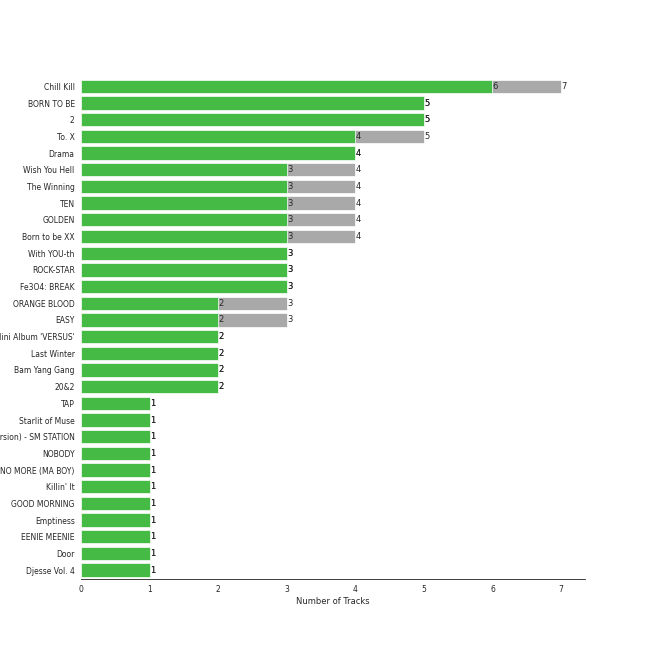 Chill Kill 6 7
BORN TO BE 5
2 5
To. X 4 5
Drama 4
Wish You Hell 3 4
The Winning 3 4
TEN 3 4
GOLDEN 3 4
Born to be XX 3 4
With YOU-th 3
ROCK-STAR 3
Fe3O4: BREAK 3
ORANGE BLOOD 2 3
EASY 2 3
ini Album 'VERSUS' 2
Last Winter 2
Bam Yang Gang 2
20&2 2
TAP 1
Starlit of Muse 1
rsion) - SM STATION 1
NOBODY 1
NO MORE (MA BOY) 1
Killin' It 1
GOOD MORNING 1
Emptiness 1
EENIE MEENIE 1
Door 1
Djesse Vol. 4 1
0 1 2 3 4 5 6 7
Number of Tracks